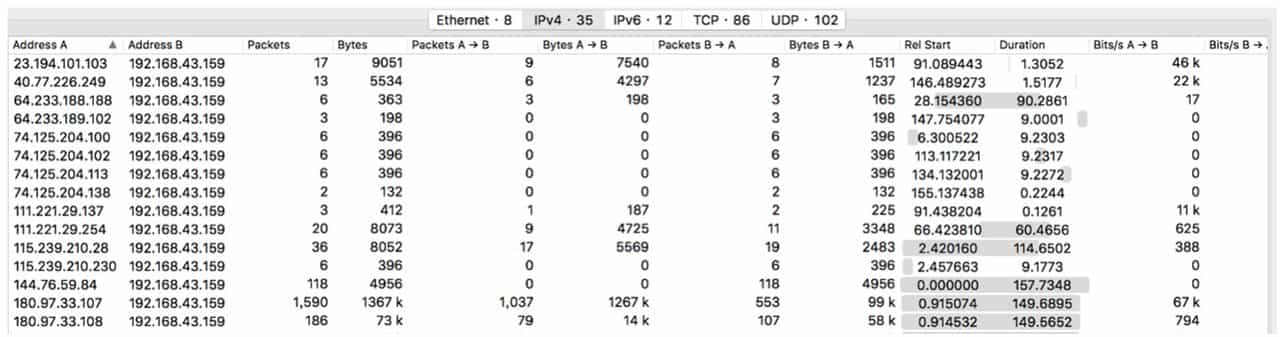 Ethernet · 8 IPv4 · 35 IPv6 · 12 TCP · 86 UDP · 102
Address A ▲ Address B Packets Bytes Packets A → B Bytes A → B Packets B → A Bytes B → A Rel Start Duration Bits/s A → B Bits/s B →
23.194.101.103 192.168.43.159 17 9051 9 7540 8 1511 91.089443 1.3052 46 k
40.77.226.249 192.168.43.159 13 5534 6 4297 7 1237 146.489273 1.5177 22 k
64.233.188.188 192.168.43.159 6 363 3 198 3 165 28.154360 90.2861 17
64.233.189.102 192.168.43.159 3 198 0 0 3 198 147.754077 9.0001 0
74.125.204.100 192.168.43.159 6 396 0 0 6 396 6.300522 9.2303 0
74.125.204.102 192.168.43.159 6 396 0 0 6 396 113.117221 9.2317 0
74.125.204.113 192.168.43.159 6 396 0 0 6 396 134.132001 9.2272 0
74.125.204.138 192.168.43.159 2 132 0 0 2 132 155.137438 0.2244 0
111.221.29.137 192.168.43.159 3 412 1 187 2 225 91.438204 0.1261 11 k
111.221.29.254 192.168.43.159 20 8073 9 4725 11 3348 66.423810 60.4656 625
115.239.210.28 192.168.43.159 36 8052 17 5569 19 2483 2.420160 114.6502 388
115.239.210.230 192.168.43.159 6 396 0 0 6 396 2.457663 9.1773 0
144.76.59.84 192.168.43.159 118 4956 0 0 118 4956 0.000000 157.7348 0
180.97.33.107 192.168.43.159 1,590 1367 k 1,037 1267 k 553 99 k 0.915074 149.6895 67 k
180.97.33.108 192.168.43.159 186 73 k 79 14 k 107 58 k 0.914532 149.5652 794